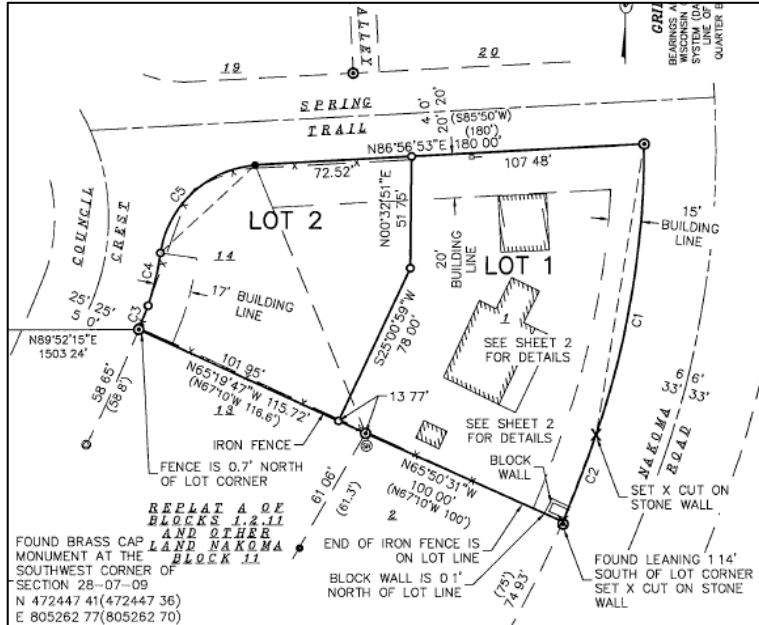 ALLEY
GRI
BEARINGS A
WISCONSIN
SYSTEM (DA
LINE OF
QUARTER B
19
20
SPRING
TRAIL
4 0'
20' 20'
(S85°50'W)
(180')
N86°56'53"E 180 00'
72.52'
107 48'
C5
LOT 2
N00°32'51"E
51 75'
20'
BUILDING
LINE
15'
BUILDING
LINE
COUNCIL
CREST
14
C4
LOT 1
17' BUILDING
LINE
S25°00'59"W
78 00'
1
C1
SEE SHEET 2
FOR DETAILS
25' 25'
5 0'
C3
N89°52'15"E
1503 24'
101 95'
N65°19'47"W 115.72'
(N67°10'W 116.6')
13
58 65'
(58 8')
13 77'
6 6'
33' 33'
NAKOMA
ROAD
IRON FENCE
SEE SHEET 2
FOR DETAILS
FENCE IS 0.7' NORTH
OF LOT CORNER
BLOCK
WALL
N65°50'31"W
100 00'
(N67°10'W 100')
C2
61 06'
(61.3')
2
SET X CUT ON
STONE WALL
REPLAT A OF
BLOCKS 1,2,11
AND OTHER
LAND NAKOMA
BLOCK 11
FOUND BRASS CAP
MONUMENT AT THE
SOUTHWEST CORNER OF
SECTION 28-07-09
N 472447 41(472447 36)
E 805262 77(805262 70)
END OF IRON FENCE IS
ON LOT LINE
BLOCK WALL IS 0 1'
NORTH OF LOT LINE
(75')
74 93'
FOUND LEANING 1 14'
SOUTH OF LOT CORNER
SET X CUT ON STONE
WALL